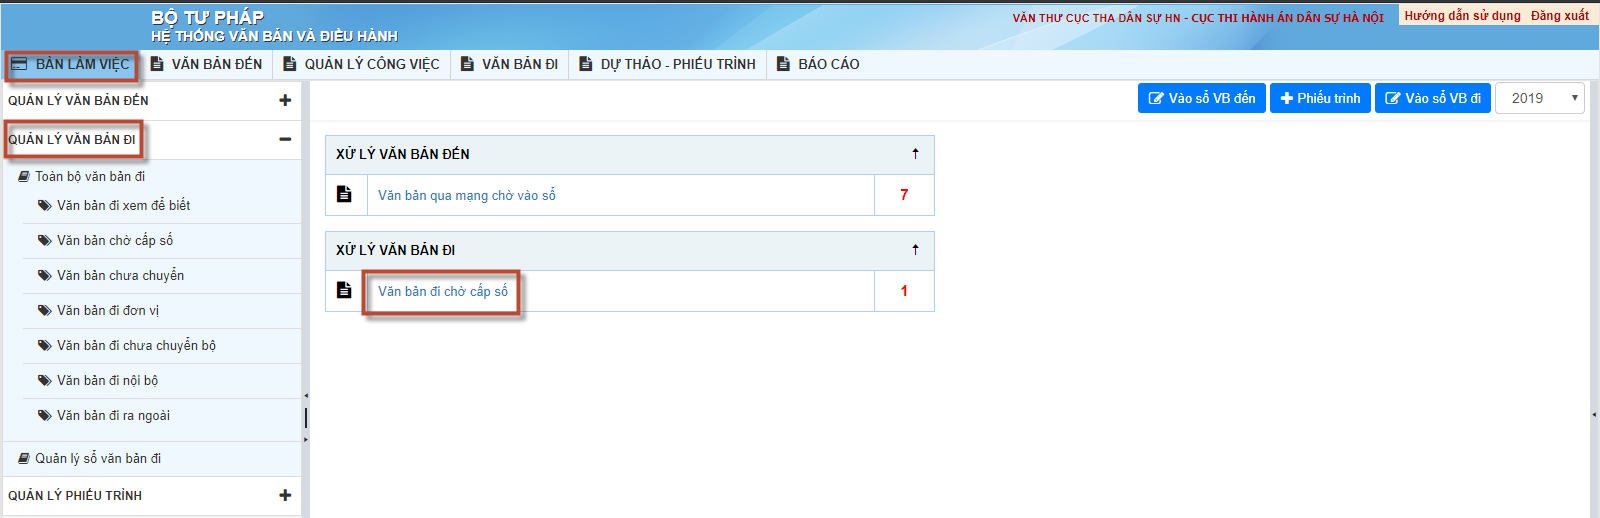 BỘ TƯ PHÁP
HỆ THỐNG VĂN BẢN VÀ ĐIỀU HÀNH
VĂN THƯ CỤC THA DÂN SỰ HN - CỤC THI HÀNH ÁN DÂN SỰ HÀ NỘI
Hướng dẫn sử dụng Đăng xuất
BÀN LÀM VIỆC VĂN BẢN ĐẾN QUẢN LÝ CÔNG VIỆC VĂN BẢN ĐI DỰ THẢO - PHIẾU TRÌNH BÁO CÁO
QUẢN LÝ VĂN BẢN ĐẾN
QUẢN LÝ VĂN BẢN ĐI
Toàn bộ văn bản đi
Văn bản đi xem để biết
Văn bản chờ cấp số
Văn bản chưa chuyển
Văn bản đi đơn vị
Văn bản đi chưa chuyển bộ
Văn bản đi nội bộ
Văn bản đi ra ngoài
Quản lý sổ văn bản đi
QUẢN LÝ PHIẾU TRÌNH
Vào sổ VB đến Phiếu trình Vào sổ VB đi 2019
XỬ LÝ VĂN BẢN ĐẾN
Văn bản qua mạng chờ vào sổ 7
XỬ LÝ VĂN BẢN ĐI
Văn bản đi chờ cấp số 1